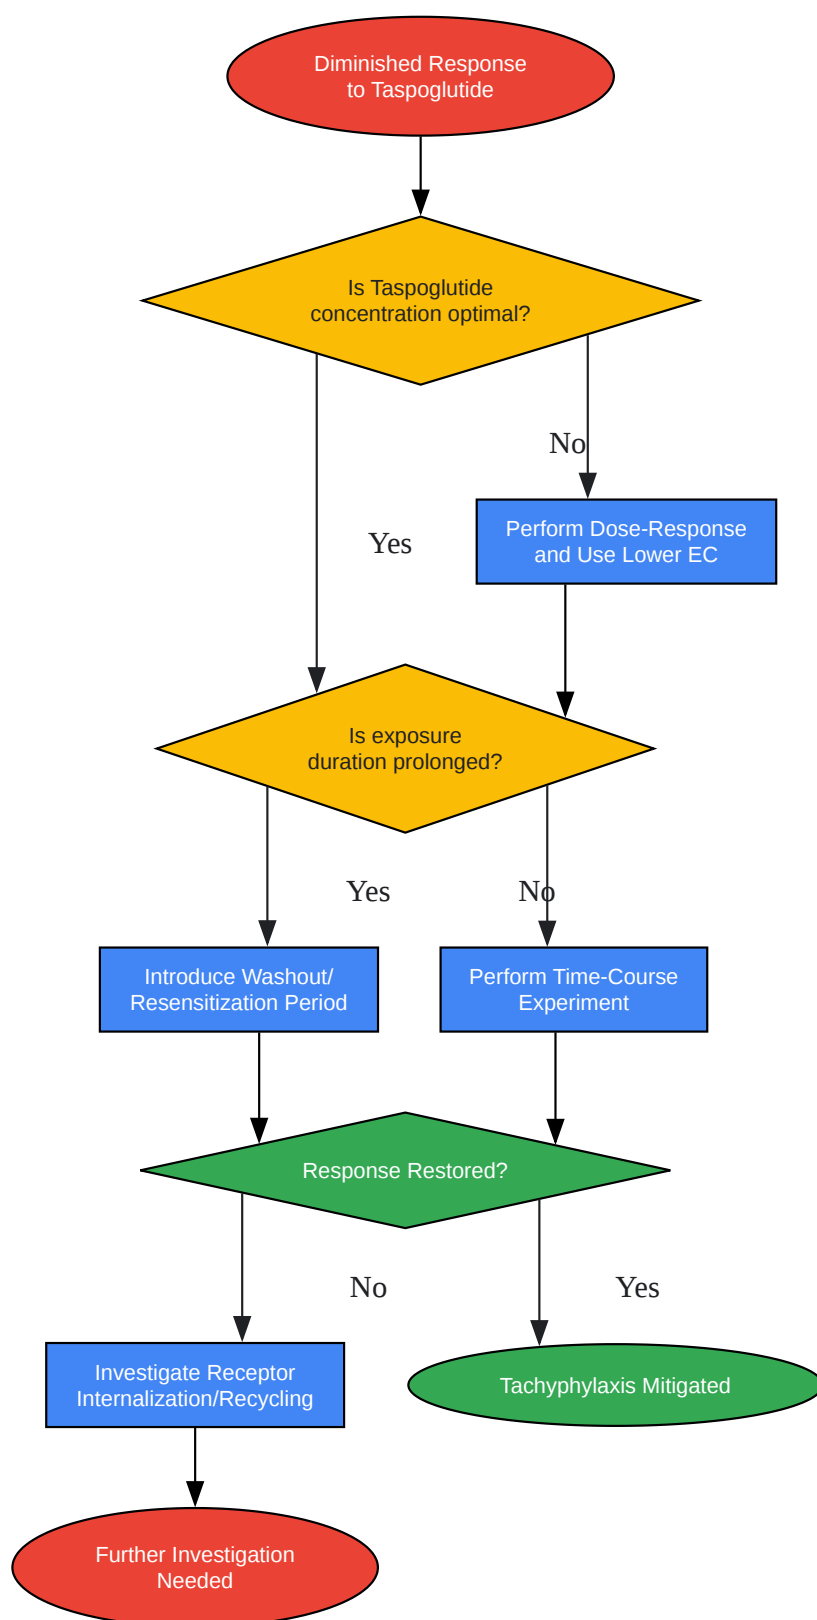 Diminished Response
to Taspoglutide
Is Taspoglutide
concentration optimal?
No
Yes
Perform Dose-Response
and Use Lower EC
Is exposure
duration prolonged?
Yes
No
Introduce Washout/
Resensitization Period
Perform Time-Course
Experiment
Response Restored?
No
Yes
Investigate Receptor
Internalization/Recycling
Tachyphylaxis Mitigated
Further Investigation
Needed